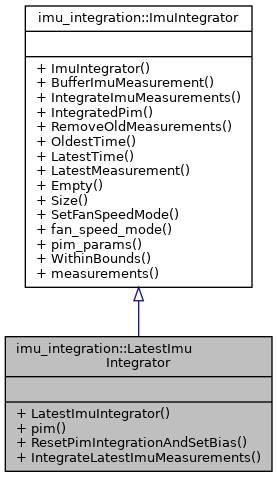 imu_integration::ImuIntegrator
+ ImuIntegrator()
+ BufferImuMeasurement()
+ IntegrateImuMeasurements()
+ IntegratedPim()
+ RemoveOldMeasurements()
+ OldestTime()
+ LatestTime()
+ LatestMeasurement()
+ Empty()
+ Size()
+ SetFanSpeedMode()
+ fan_speed_mode()
+ pim_params()
+ WithinBounds()
+ measurements()
imu_integration::LatestImu
Integrator
+ LatestImuIntegrator()
+ pim()
+ ResetPimIntegrationAndSetBias()
+ IntegrateLatestImuMeasurements()